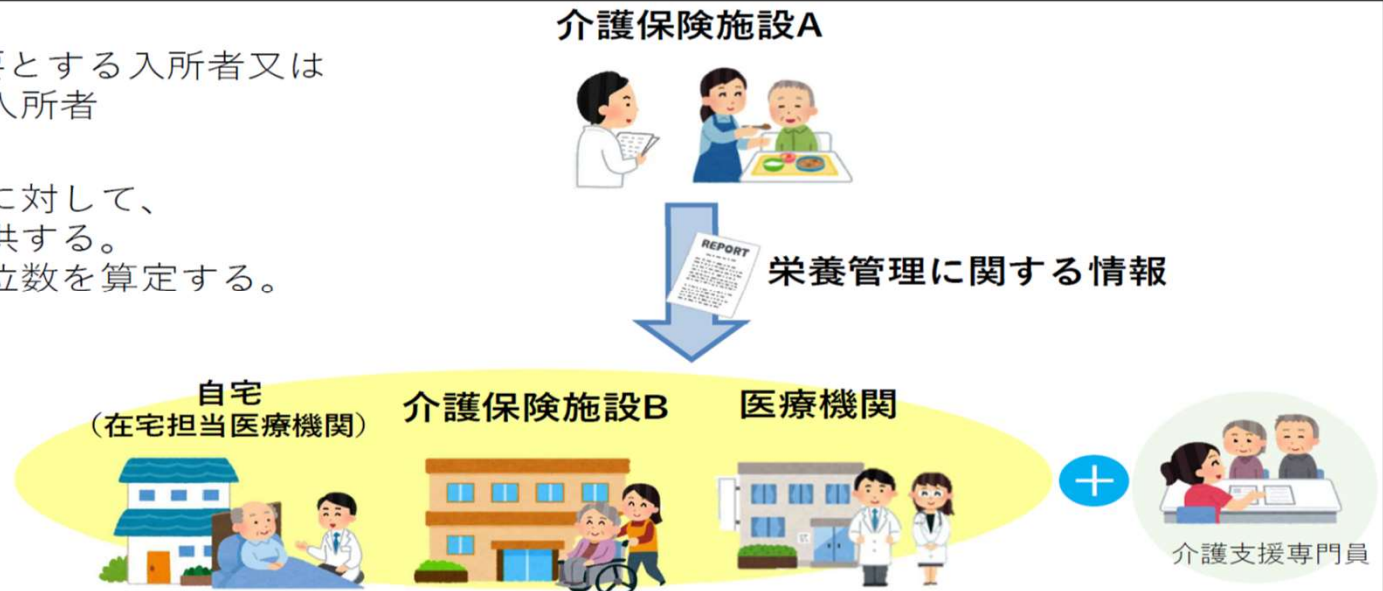 介護保険施設A
とする入所者又は
入所者
に対して、
供する。
位数を算定する。
REPORT
栄養管理に関する情報
自宅
（在宅担当医療機関）
介護保険施設B
医療機関
＋
介護支援専門員